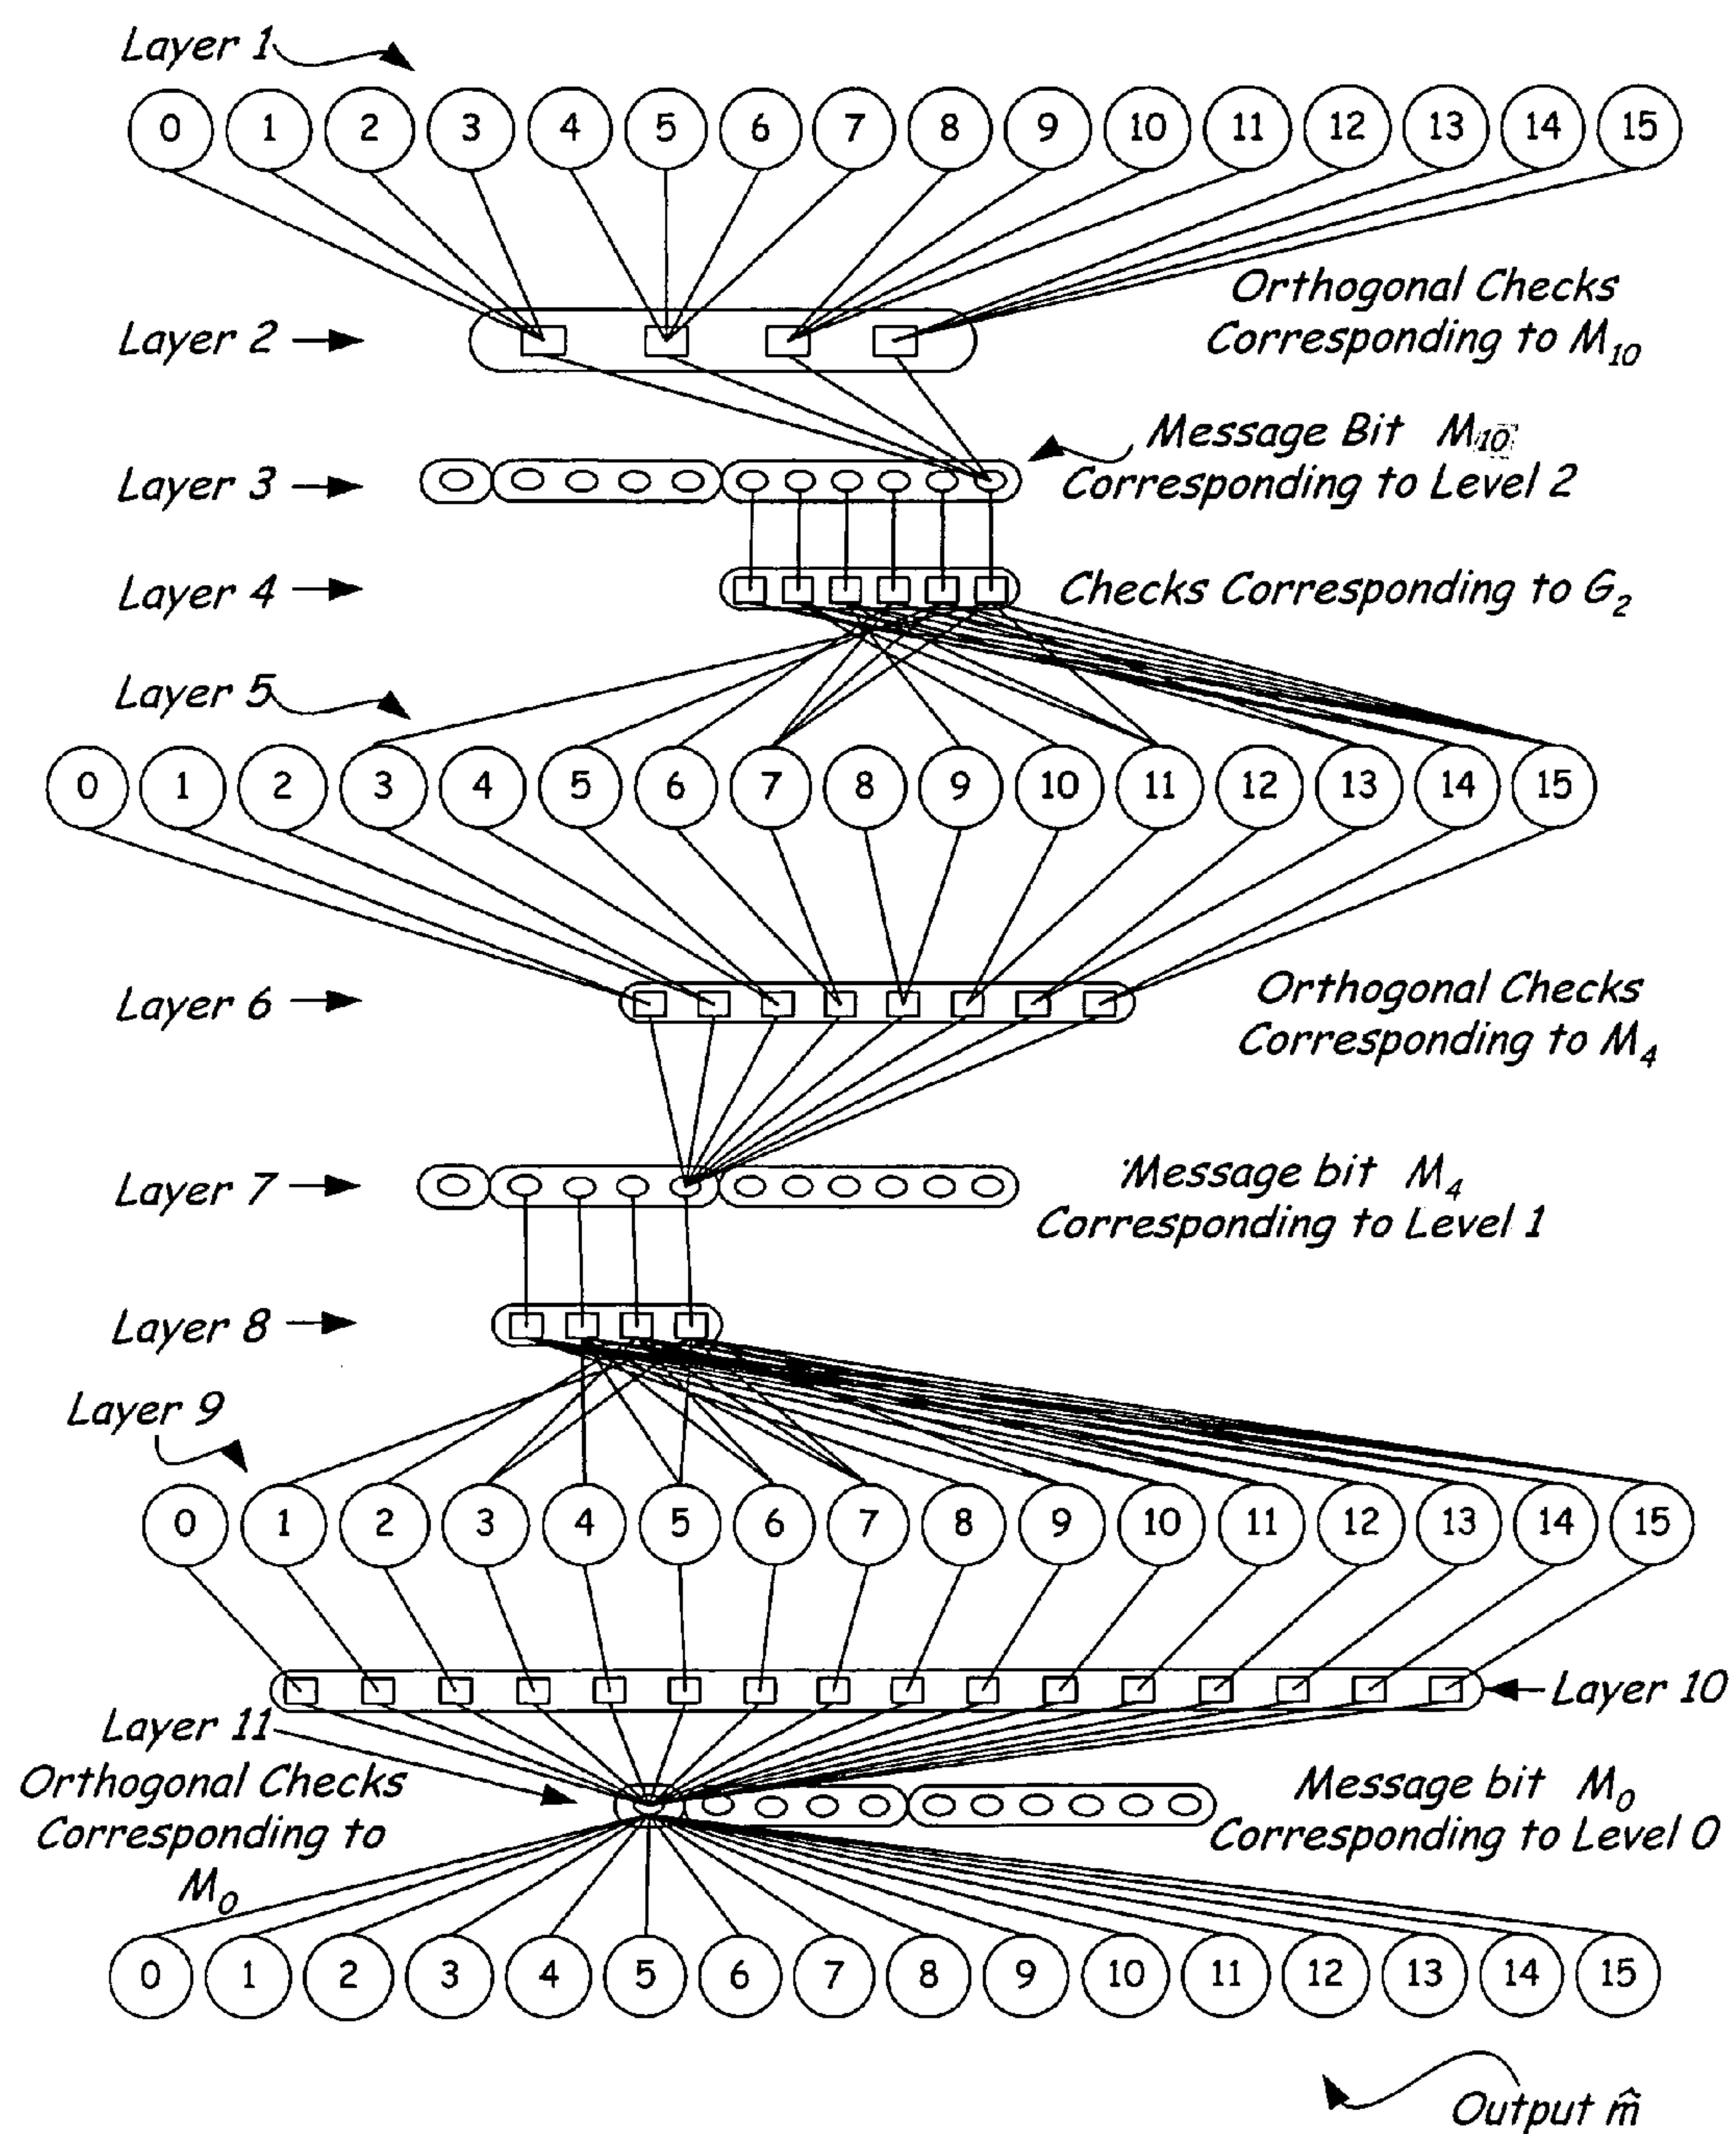 Layer 1
0 1 2 3 4 5 6 7 8 9 10 11 12 13 14 15
Orthogonal Checks
Corresponding to M10
Layer 2
Message Bit M10
Corresponding to Level 2
Layer 3
Layer 4
Checks Corresponding to G2
Layer 5
0 1 2 3 4 5 6 7 8 9 10 11 12 13 14 15
Layer 6
Orthogonal Checks
Corresponding to M4
Layer 7
Message bit M4
Corresponding to Level 1
Layer 8
Layer 9
0 1 2 3 4 5 6 7 8 9 10 11 12 13 14 15
Layer 10
Layer 11
Orthogonal Checks
Corresponding to
M0
Message bit M0
Corresponding to Level 0
0 1 2 3 4 5 6 7 8 9 10 11 12 13 14 15
Output m̂